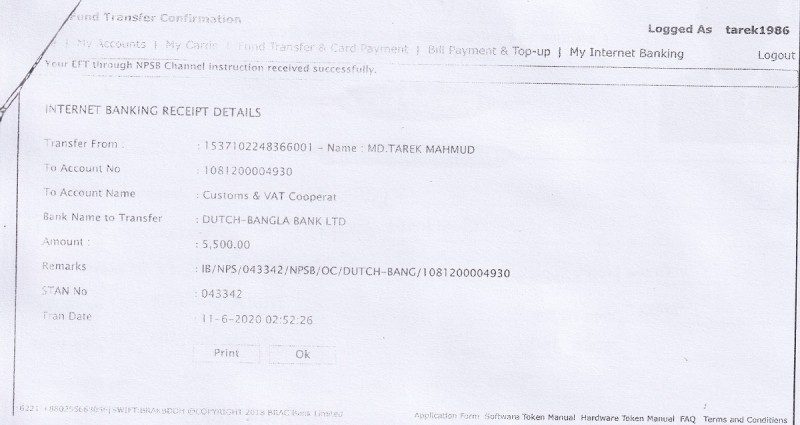 Fund Transfer Confirmation
Logged As tarek1986
| My Accounts | My Cards | Fund Transfer & Card Payment | Bill Payment & Top-up | My Internet Banking
Logout
Your EFT through NPSB Channel instruction received successfully.
INTERNET BANKING RECEIPT DETAILS
Transfer From : : 1537102248366001 - Name : MD.TAREK MAHMUD
To Account No : 1081200004930
To Account Name : Customs & VAT Cooperat
Bank Name to Transfer : DUTCH-BANGLA BANK LTD
Amount : : 5,500.00
Remarks : IB/NPS/043342/NPSB/OC/DUTCH-BANG/1081200004930
STAN No : 043342
Tran Date : 11-6-2020 02:52:26
Print Ok
SWIFT: ©COPYRIGHT 2018 BRAC Bank Limited
Application Form Software Token Manual Hardware Token Manual FAQ Terms and Conditions